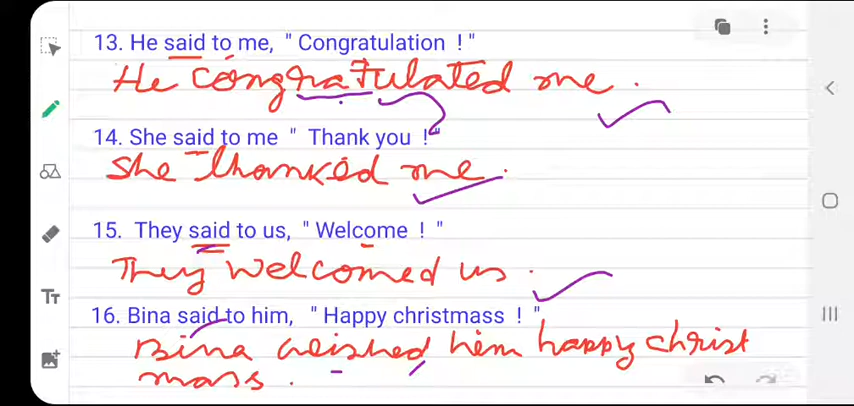 13. He said to me, " Congratulation ! "
He congratulated me .
14. She said to me " Thank you ! "
She thanked me .
15. They said to us, " Welcome ! "
They welcomed us .
16. Bina said to him, " Happy christmass ! "
Bina weished him happy christ
mass .
TT